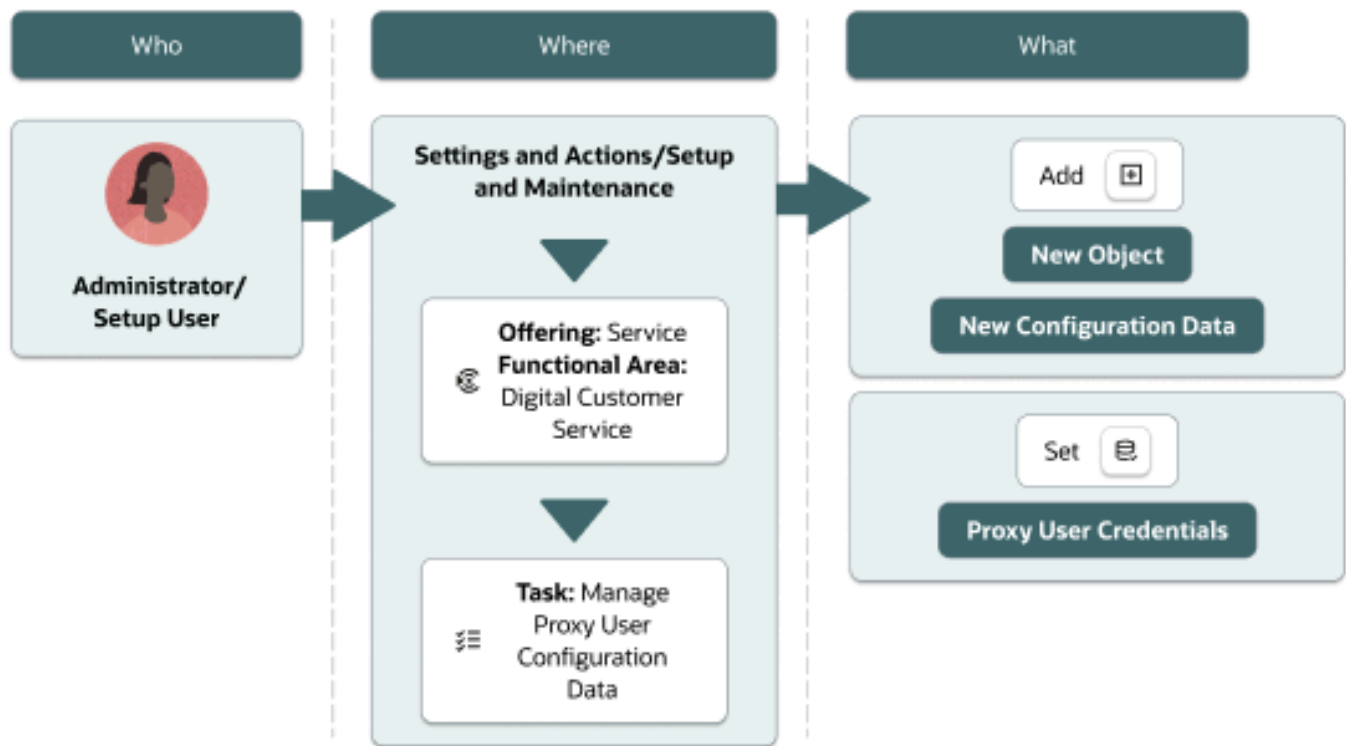 Who
Where
What
Administrator/
Setup User
Settings and Actions/Setup
and Maintenance
Offering: Service
Functional Area:
Digital Customer
Service
Task: Manage
Proxy User
Configuration
Data
Add
New Object
New Configuration Data
Set
Proxy User Credentials